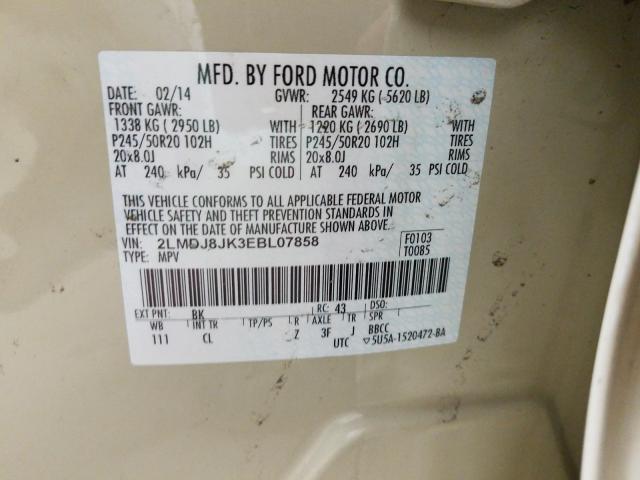 MFD. BY FORD MOTOR CO.
DATE: 02/14 GVWR: 2549 KG ( 5620 LB)
FRONT GAWR: REAR GAWR:
1338 KG ( 2950 LB) WITH 1220 KG ( 2690 LB) WITH
P245/50R20 102H TIRES P245/50R20 102H TIRES
20x8.0J RIMS 20x8.0J RIMS
AT 240 kPa/ 35 PSI COLD AT 240 kPa/ 35 PSI COLD
THIS VEHICLE CONFORMS TO ALL APPLICABLE FEDERAL MOTOR
VEHICLE SAFETY AND THEFT PREVENTION STANDARDS IN
EFFECT ON THE DATE OF MANUFACTURE SHOWN ABOVE.
VIN: 2LMDJ8JK3EBL07858 F0103
TYPE: MPV T0085
EXT PNT: BK RC: 43 DSO:
WB INT TR TP/PS R AXLE TR SPR
111 CL Z 3F J BBCC
UTC ▽5U5A-1520472-BA